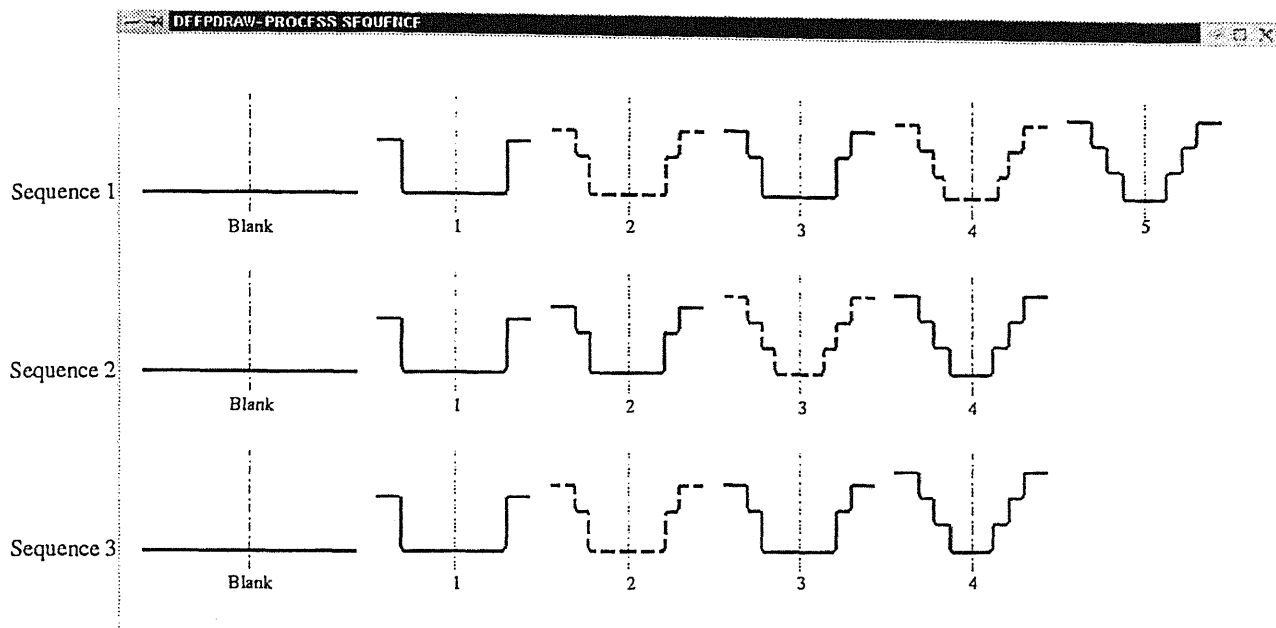 DEEPDRAW-PROCESS SEQUENCE
Sequence 1
Blank 1 2 3 4 5
Sequence 2
Blank 1 2 3 4
Sequence 3
Blank 1 2 3 4